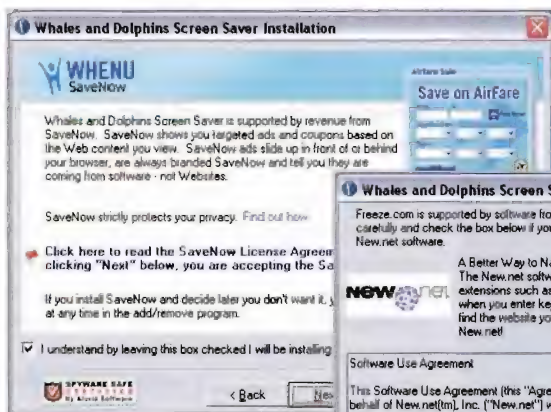 Whales and Dolphins Screen Saver Installation
WHENU
SaveNow
Save on AirFare
Whales and Dolphins Screen Saver is supported by revenue from
SaveNow. SaveNow shows you targeted ads and coupons based on
the Web content you view. SaveNow ads slide up in front of or behind
your browser, are always branded SaveNow and tell you they are
coming from software - not Websites.
SaveNow strictly protects your privacy. Find out how
Click here to read the SaveNow License Agreem
clicking "Next" below, you are accepting the Sa
If you install SaveNow and decide later you don't want it, y
at any time in the add/remove program.
I understand by leaving this box checked I will be installing
SPYWARE SAFE
CERTIFIED
By Aluria Software
< Back
Nex
Whales and Dolphins Screen S
Freeze.com is supported by software fro
carefully and check the box below if you
New.net software.
A Better Way to Na
The New.net softw
extensions such as
when you enter ke
find the website yo
New.net!
NEW.net
Software Use Agreement
This Software Use Agreement (this "Agre
behalf of New.net[tm], Inc. ("New.net") w